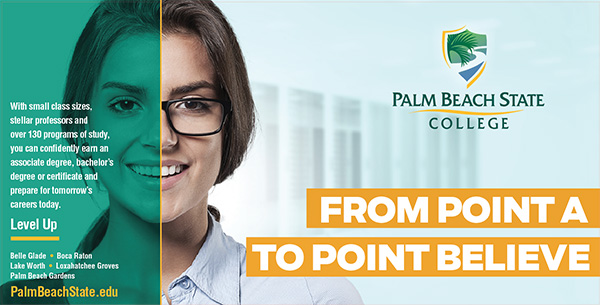 With small class sizes,
stellar professors and
over 130 programs of study,
you can confidently earn an
associate degree, bachelor's
degree or certificate and
prepare for tomorrow's
careers today.
Level Up
Belle Glade • Boca Raton
Lake Worth • Loxahatchee Groves
Palm Beach Gardens
PalmBeachState.edu
PALM BEACH STATE
COLLEGE
FROM POINT A
TO POINT BELIEVE